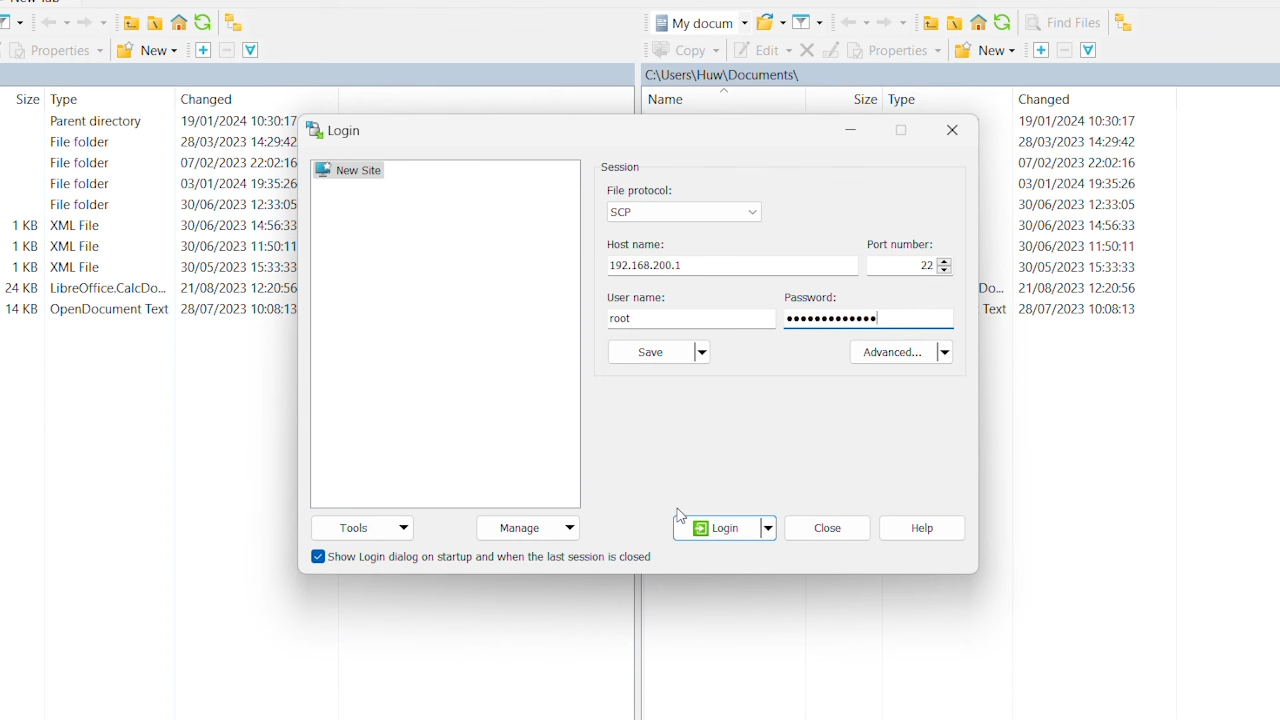 New Tab
My docum
Find Files
Properties New
Copy Edit Properties New
C:\Users\Huw\Documents\
Size Type Changed
Name Size Type Changed
Parent directory 19/01/2024 10:30:17
File folder 28/03/2023 14:29:42
File folder 07/02/2023 22:02:16
File folder 03/01/2024 19:35:26
File folder 30/06/2023 12:33:05
1 KB XML File 30/06/2023 14:56:33
1 KB XML File 30/06/2023 11:50:11
1 KB XML File 30/05/2023 15:33:33
24 KB LibreOffice.CalcDo... 21/08/2023 12:20:56
14 KB OpenDocument Text 28/07/2023 10:08:13
Login
New Site
Session
File protocol:
SCP
Host name: Port number:
192.168.200.1 22
User name: Password:
root •••••••••••••
Save Advanced...
Tools Manage Login Close Help
Show Login dialog on startup and when the last session is closed
19/01/2024 10:30:17
28/03/2023 14:29:42
07/02/2023 22:02:16
03/01/2024 19:35:26
30/06/2023 12:33:05
30/06/2023 14:56:33
30/06/2023 11:50:11
30/05/2023 15:33:33
Do... 21/08/2023 12:20:56
Text 28/07/2023 10:08:13